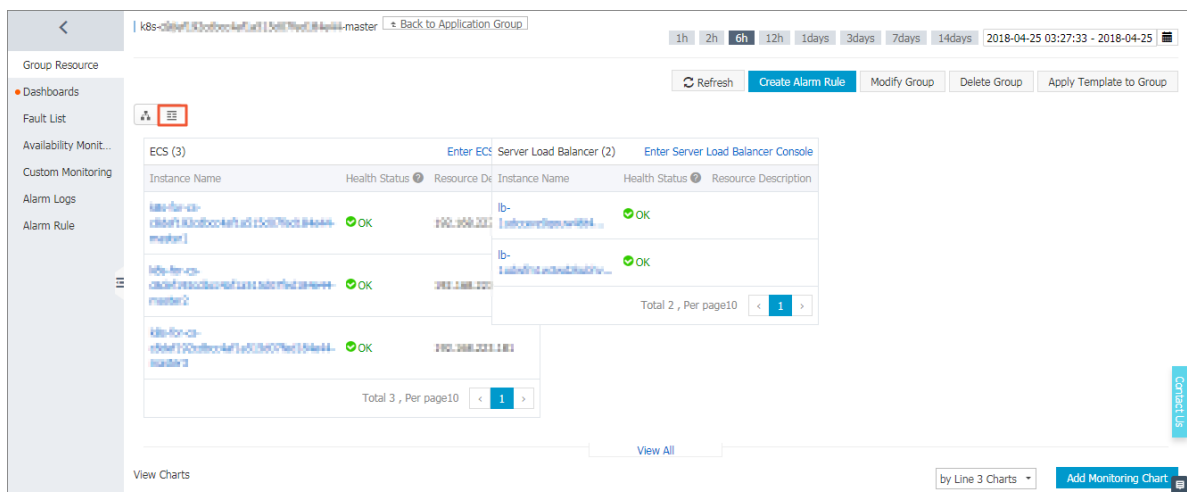 k8s- -master Back to Application Group
1h 2h 6h 12h 1days 3days 7days 14days 2018-04-25 03:27:33 - 2018-04-25
Group Resource
Dashboards
Fault List
Availability Monit...
Custom Monitoring
Alarm Logs
Alarm Rule
Refresh Create Alarm Rule Modify Group Delete Group Apply Template to Group
ECS (3) Enter ECS
Instance Name Health Status Resource De
OK
OK
OK
Total 3 , Per page10 < 1 >
Server Load Balancer (2) Enter Server Load Balancer Console
Instance Name Health Status Resource Description
lb-
OK
lb-
OK
Total 2 , Per page10 < 1 >
View All
View Charts by Line 3 Charts Add Monitoring Chart
Contact Us